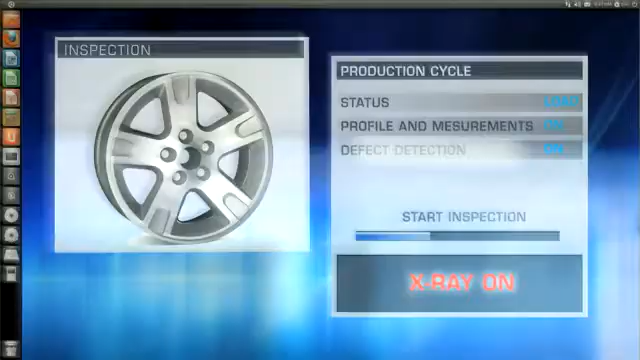 INSPECTION
PRODUCTION CYCLE
STATUS LOAD
PROFILE AND MESUREMENTS ON
DEFECT DETECTION ON
START INSPECTION
X-RAY ON